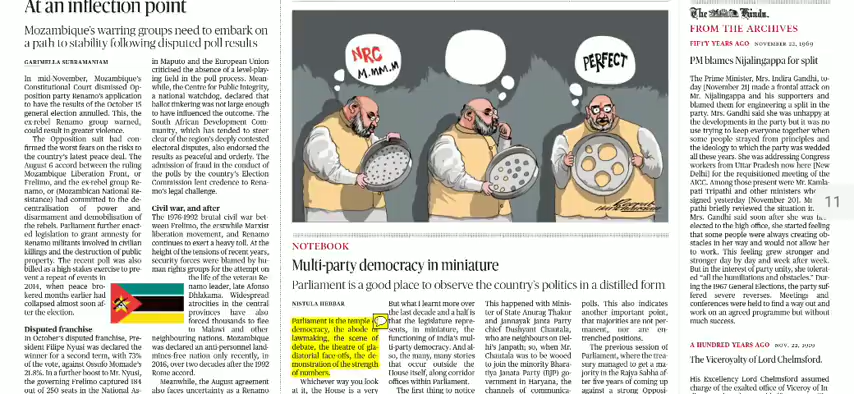 At an inflection point
Mozambique's warring groups need to embark on
a path to stability following disputed poll results
GARIMELLA SUBRAMANIAM
In mid-November, Mozambique's
Constitutional Court dismissed Op-
position party Renamo's application
to have the results of the October 15
general election annulled. This, the
ex-rebel Renamo group warned,
could result in greater violence.
The Opposition suit had con-
firmed the worst fears on the risks to
the country's latest peace deal. The
August 6 accord between the ruling
Mozambique Liberation Front, or
Frelimo, and the ex-rebel group Re-
namo, or (Mozambican National Re-
sistance) had committed to the de-
centralisation of power and
disarmament and demobilisation of
the rebels. Parliament further enact-
ed legislation to grant amnesty for
Renamo militants involved in civilian
killings and the destruction of public
property. The recent poll was also
billed as a high stakes exercise to pre-
vent a repeat of events in
2014, when peace bro-
kered months earlier had
collapsed almost soon af-
ter the election.
Disputed franchise
In October's disputed franchise, Pre-
sident Filipe Nyusi was declared the
winner for a second term, with 73%
of the vote, against Ossufo Momade's
21.8%. In a further boost to Mr. Nyusi,
the governing Frelimo captured 184
out of 250 seats in the National As-
in Maputo and the European Union
criticised the absence of a level-play-
ing field in the poll process. Mean-
while, the Centre for Public Integrity,
a national watchdog, declared that
ballot rinkering was not large enough
to have influenced the outcome. The
South African Development Com-
munity, which has tended to steer
clear of the region's deeply contested
electoral disputes, also endorsed the
results as peaceful and orderly. The
admission of fraud in the conduct of
the polls by the country's Election
Commission lent credence to Rena-
mo's legal challenge.
Civil war, and after
The 1976-1992 brutal civil war bet-
ween Frelimo, the erstwhile Marxist
liberation movement, and Renamo
continues to exert a heavy toll. At the
height of the tensions of recent years,
security forces were blamed by hu-
man rights groups for the attempt on
the life of the veteran Re-
namo leader, late Afonso
Dhlakama. Widespread
atrocities in the central
provinces have also
forced thousands to flee
to Malawi and other
neighbouring nations. Mozambique
was declared an anti-personnel land-
mines-free nation only recently, in
2016, over two decades after the 1992
Rome accord.
Meanwhile, the August agreement
also faces uncertainty as a Renamo
NRC
M..MM..M
PERFECT
NOTEBOOK
Multi-party democracy in miniature
Parliament is a good place to observe the country's politics in a distilled form
NISTULA HEBBAR
Parliament is the temple of
democracy, the abode of
lawmaking, the scene of
debate, the theatre of gla-
diatorial face-offs, the de-
monstration of the strength
of numbers.
Whichever way you look
at it, the House is a very
But what I learnt more over
the last decade and a half is
that the legislature repre-
sents, in miniature, the
functioning of India's mul-
ti-party democracy. And al-
so, the many, many stories
that occur outside the
House itself, along corridor
offices within Parliament.
The first thing to notice
This happened with Minis-
ter of State Anurag Thakur
and Jannayak Janta Party
chief Dushyant Chautala,
who are neighbours on Del-
hi's Janpath; so, when Mr.
Chautala was to be wooed
to join the minority Bhara-
tiya Janata Party (BJP) go-
vernment in Haryana, the
channels of communica-
polls. This also indicates
another important point,
that majorities are not per-
manent, nor are en-
trenched positions.
The previous session of
Parliament, where the trea-
sury managed to get a ma-
jority in the Rajya Sabha af-
ter five years of coming up
against a strong Opposi-
The Hindu.
FROM THE ARCHIVES
FIFTY YEARS AGO NOVEMBER 22, 1969
PM blames Nijalingappa for split
The Prime Minister, Mrs. Indira Gandhi, to-
day [November 21] made a frontal attack on
Mr. Nijalingappa and his supporters and
blamed them for engineering a split in the
party. Mrs. Gandhi said she was unhappy at
the developments in the party but it was no
use trying to keep everyone together when
some people strayed from principles and
the ideology to which the party was wedded
all these years. She was addressing Congress
workers from Uttar Pradesh now here [New
Delhi] for the requisitioned meeting of the
AICC. Among those present were Mr. Kamla-
pati Tripathi and other ministers who
signed yesterday [November 20]. Mr.
pathi briefly reviewed the situation
Mrs. Gandhi said soon after she was
elected to the high office, she started feeling
that some people were always creating ob-
stacles in her way and would not allow her
to work. This feeling grew stronger and
stronger day by day and week after week.
But in the interest of party unity, she tolerat-
ed "all the humiliations and obstacles." Dur-
ing the 1967 General Elections, the party suf-
fered severe reverses. Meetings and
conferences were held to find a way out and
work on an agreed programme but without
much success.
11
A HUNDRED YEARS AGO NOV. 22, 1919
The Viceroyalty of Lord Chelmsford.
His Excellency Lord Chelmsford assumed
charge of the exalted office of Viceroy of In-